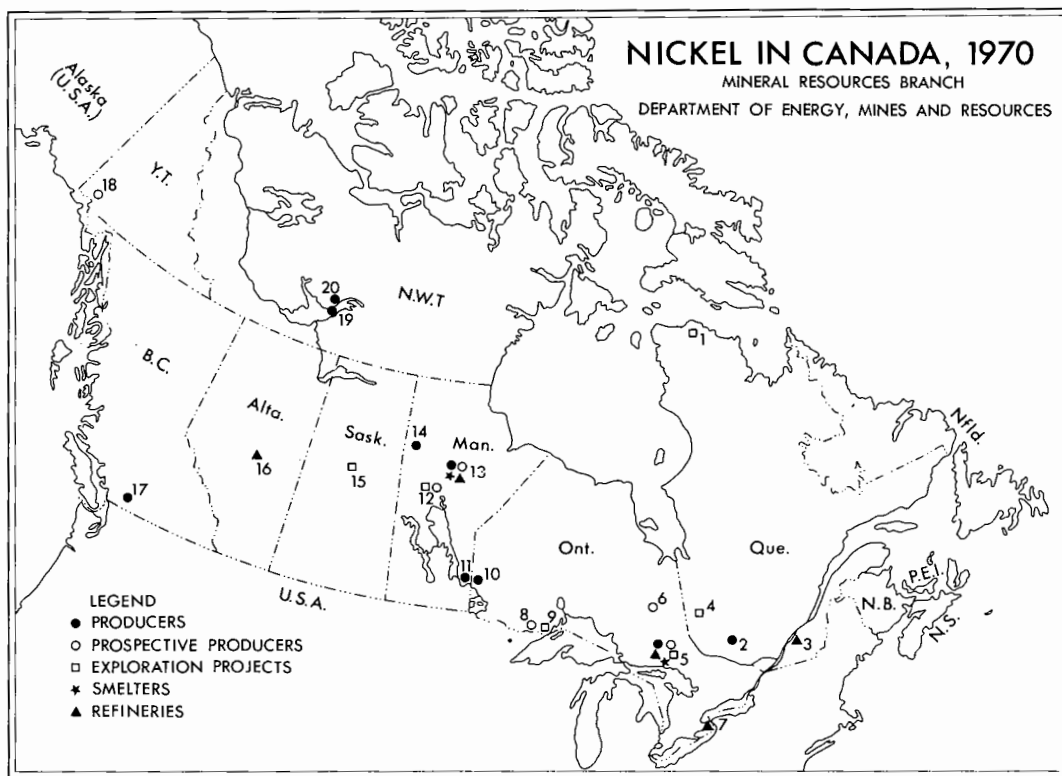 NICKEL IN CANADA, 1970
MINERAL RESOURCES BRANCH
DEPARTMENT OF ENERGY, MINES AND RESOURCES
Alaska
(U.S.A.)
Y.T.
18
20
19
N.W.T
1
B.C.
Alta.
Sask.
Man.
14
13
16
15
12
17
Nfld.
Ont.
Que.
11
10
U.S.A.
P.E.I.
N.B.
N.S.
6
4
8
9
5
2
3
7
LEGEND
PRODUCERS
PROSPECTIVE PRODUCERS
EXPLORATION PROJECTS
SMELTERS
REFINERIES